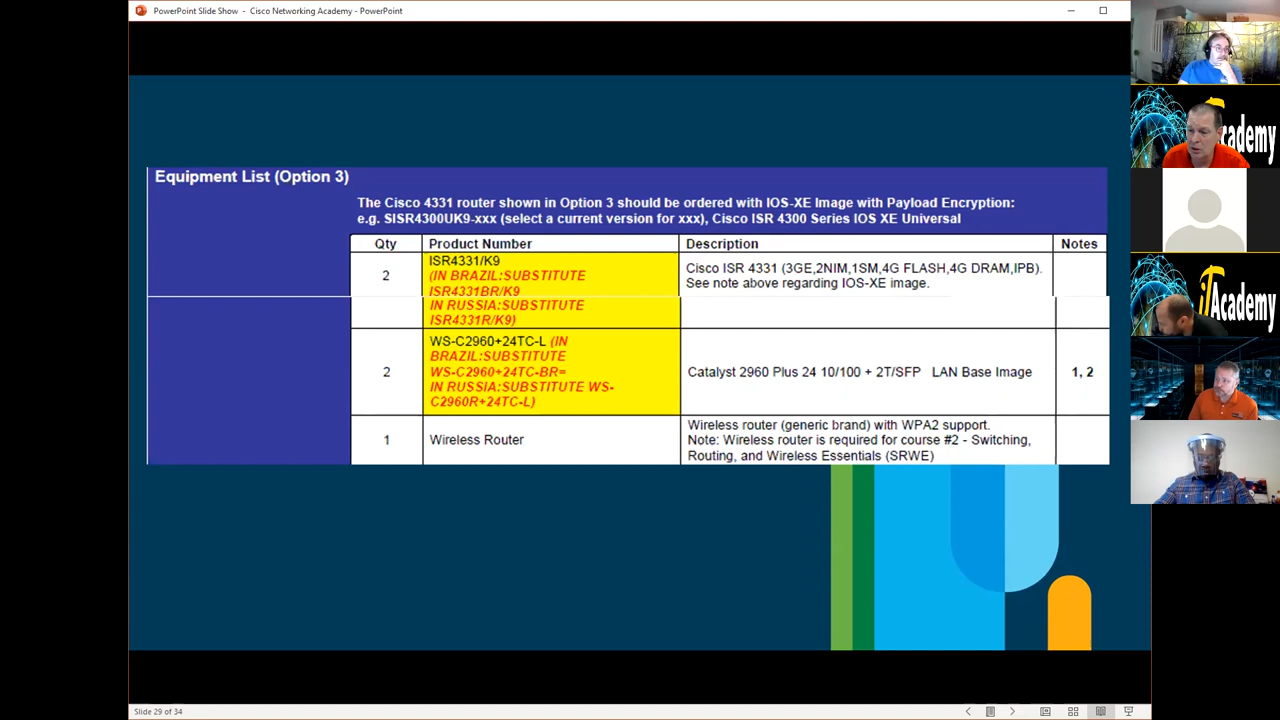 PowerPoint Slide Show - Cisco Networking Academy - PowerPoint
Equipment List (Option 3)
The Cisco 4331 router shown in Option 3 should be ordered with IOS-XE Image with Payload Encryption:
e.g. SISR4300UK9-xxx (select a current version for xxx), Cisco ISR 4300 Series IOS XE Universal
Qty Product Number Description Notes
2
ISR4331/K9
(IN BRAZIL:SUBSTITUTE
ISR4331BR/K9
IN RUSSIA:SUBSTITUTE
ISR4331R/K9)
Cisco ISR 4331 (3GE,2NIM,1SM,4G FLASH,4G DRAM,IPB).
See note above regarding IOS-XE image.
2
WS-C2960+24TC-L (IN
BRAZIL:SUBSTITUTE
WS-C2960+24TC-BR=
IN RUSSIA:SUBSTITUTE WS-
C2960R+24TC-L)
Catalyst 2960 Plus 24 10/100 + 2T/SFP LAN Base Image
1, 2
1
Wireless Router
Wireless router (generic brand) with WPA2 support.
Note: Wireless router is required for course #2 - Switching,
Routing, and Wireless Essentials (SRWE)
Slide 29 of 34
cademy
iTAcademy